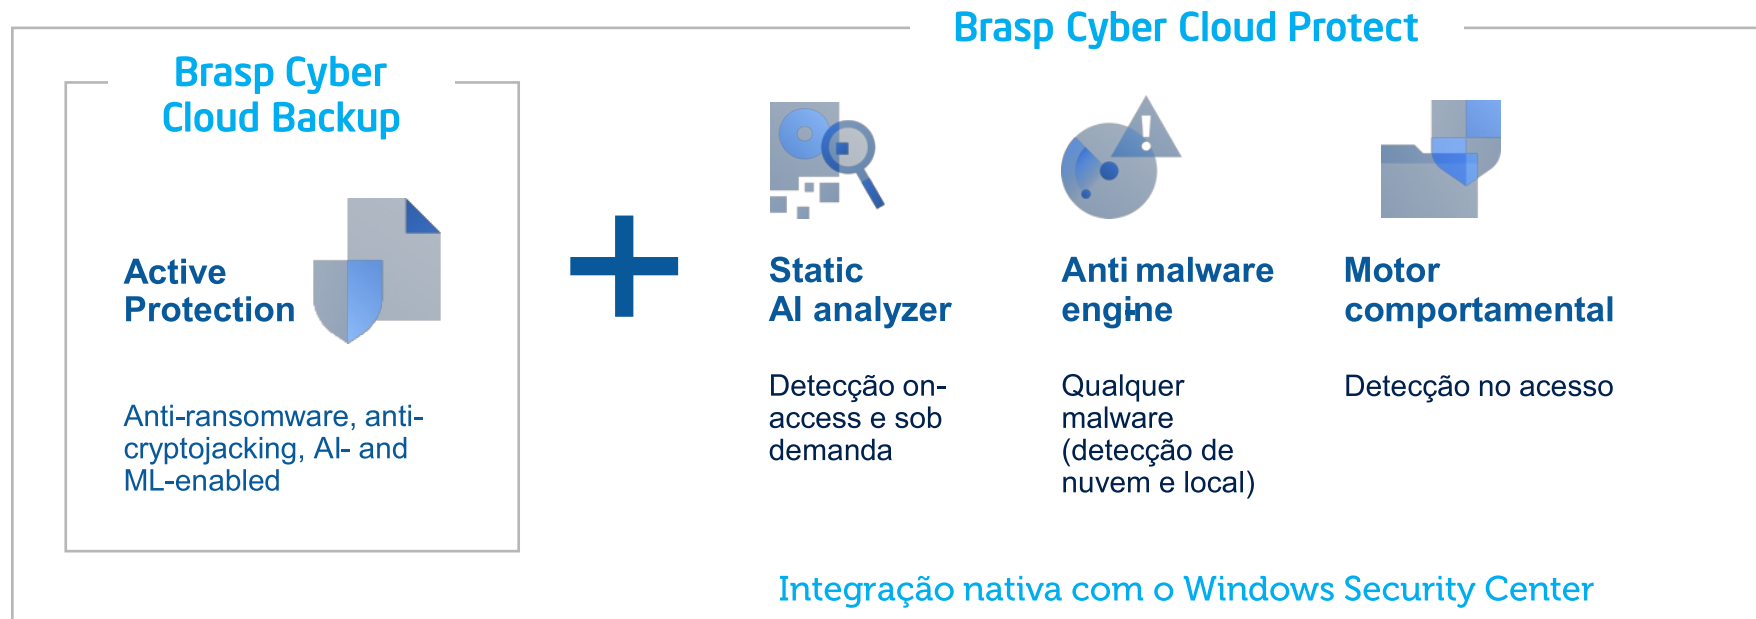 Brasp Cyber Cloud Protect
Brasp Cyber
Cloud Backup
Active
Protection
Anti-ransomware, anti-
cryptojacking, AI- and
ML-enabled
Static
AI analyzer
Detecção on-
access e sob
demanda
Anti malware
engine
Qualquer
malware
(detecção de
nuvem e local)
Motor
comportamental
Detecção no acesso
Integração nativa com o Windows Security Center